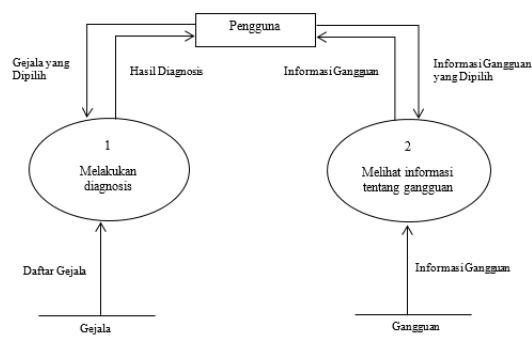 Pengguna
Gejala yang
Dipilih
Hasil Diagnosis
Informasi Gangguan
Informasi Gangguan
yang Dipilih
1
Melakukan
diagnosis
2
Melihat informasi
tentang gangguan
Daftar Gejala
Informasi Gangguan
Gejala
Gangguan